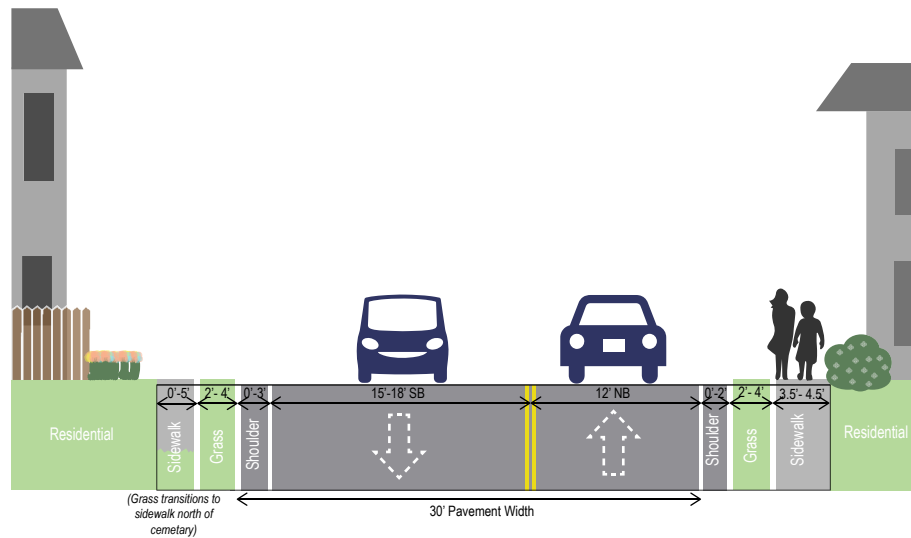 0'-5'
2'- 4'
0'-3'
15'-18' SB
12' NB
0'-2'
2'- 4'
3.5'- 4.5'
Residential
Sidewalk
Grass
Shoulder
Shoulder
Grass
Sidewalk
Residential
(Grass transitions to
sidewalk north of
cemetary)
30' Pavement Width